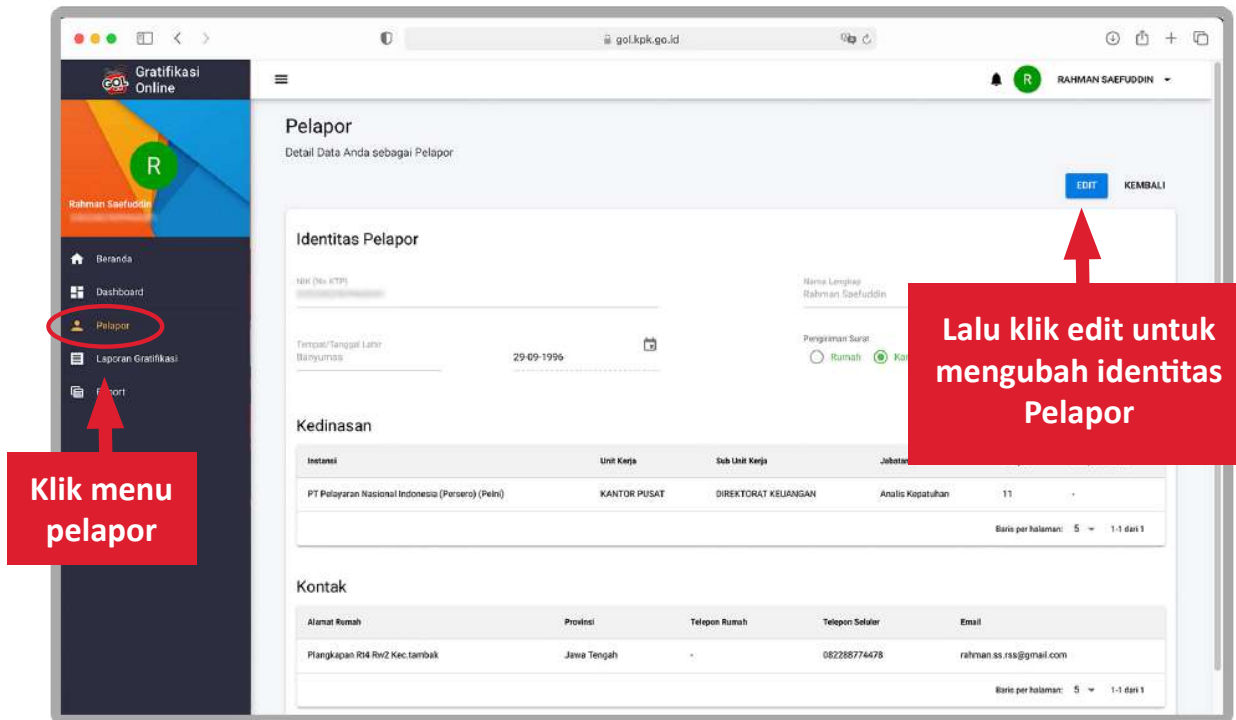 gol.kpk.go.id
GOL
Gratifikasi
Online
R
RAHMAN SAEFUDDIN
R
Rahman Saefuddin
Beranda
Dashboard
Pelapor
Laporan Gratifikasi
Klik menu
pelapor
Pelapor
Detail Data Anda sebagai Pelapor
EDIT
KEMBALI
Identitas Pelapor
NIK (No KTP)
Nama Lengkap
Rahman Saefuddin
Tempat/Tanggal Lahir
Banyumas
29-09-1996
Pengiriman Surat
Rumah
Lalu klik edit untuk
mengubah identitas
Pelapor
Kedinasan
Instansi Unit Kerja Sub Unit Kerja Jabatan
PT Pelayaran Nasional Indonesia (Persero) (Pelni) KANTOR PUSAT DIREKTORAT KEUANGAN Analis Kepatuhan 11 -
Baris per halaman: 5 1-1 dari 1
Kontak
Alamat Rumah Provinsi Telepon Rumah Telepon Seluler Email
Plangkapan Rt4 Rw2 Kec.tambak Jawa Tengah - 082288774478 rahman.ss.rss@gmail.com
Baris per halaman: 5 1-1 dari 1